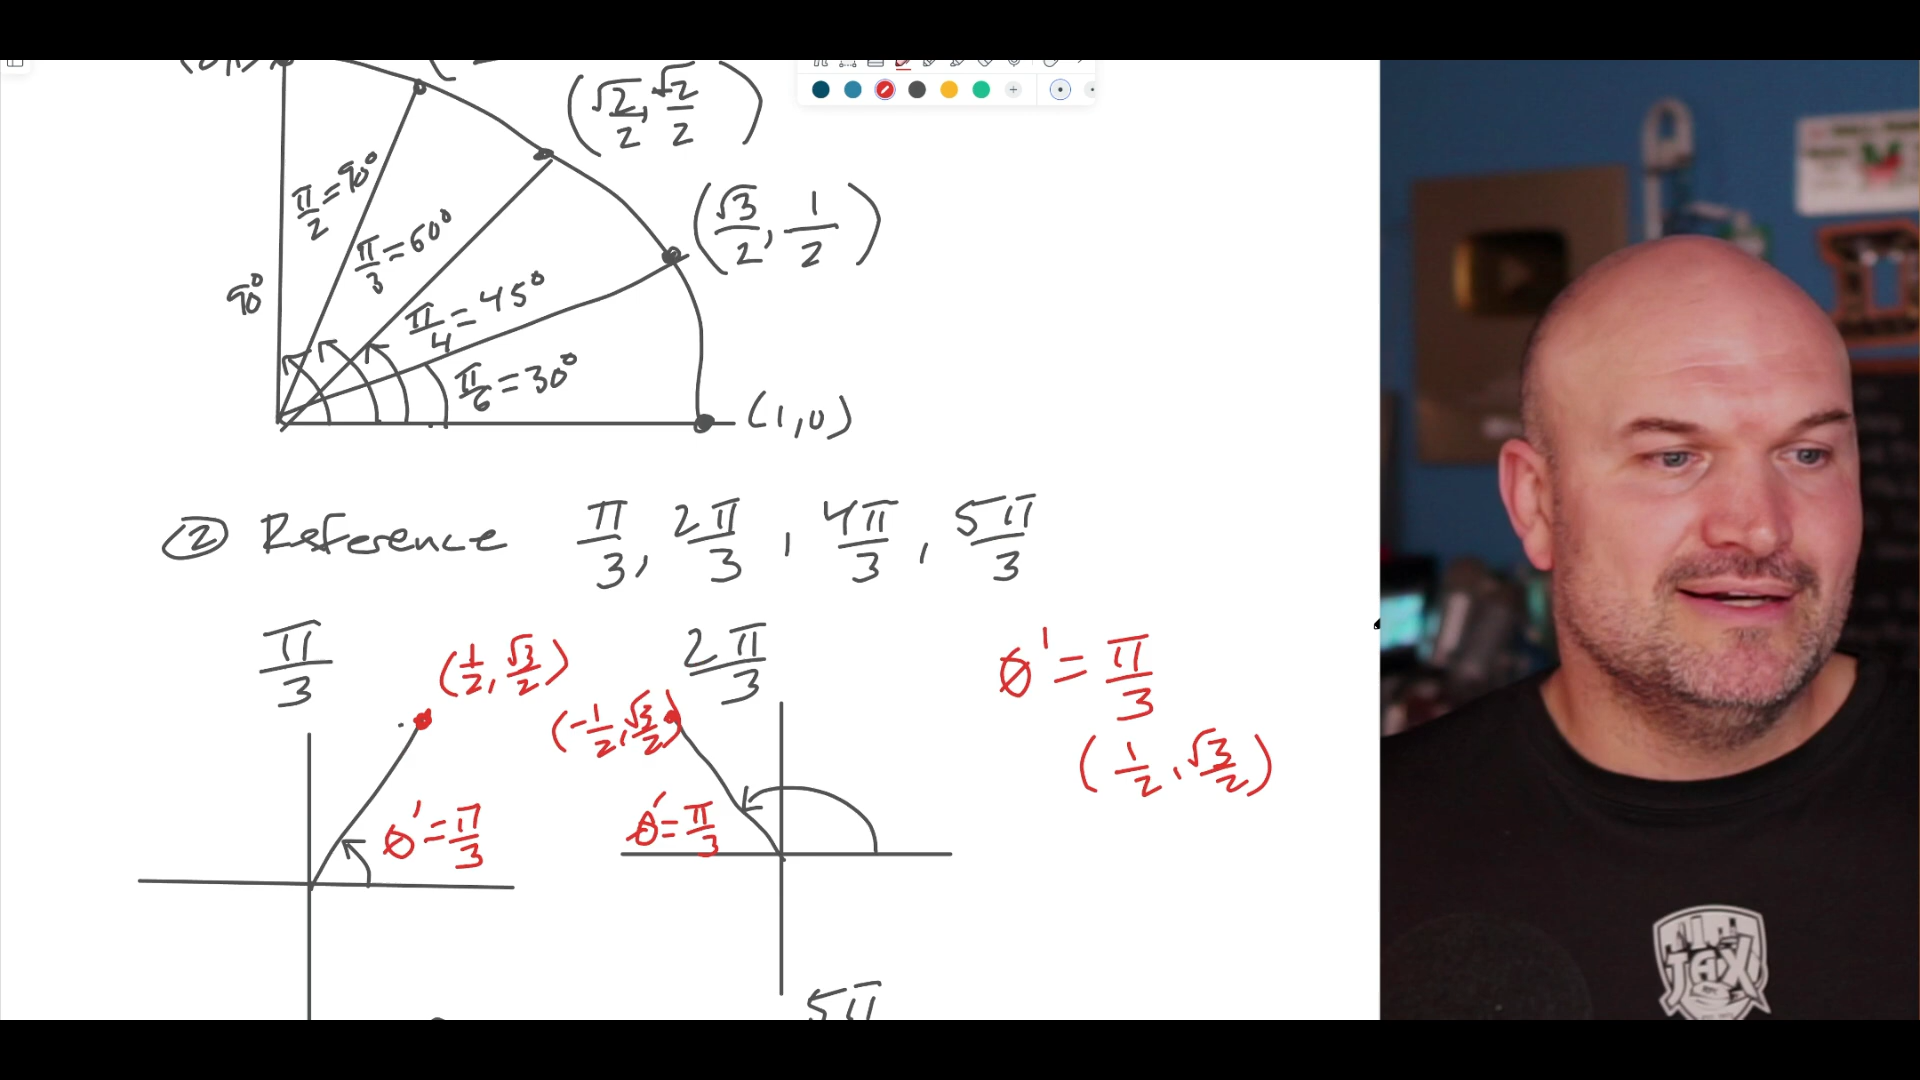 (√2/2, √2/2)
π/2 = 90°
(√3/2, 1/2)
π/3 = 60°
90°
π/4 = 45°
π/6 = 30°
(1,0)
② Reference π/3, 2π/3, 4π/3, 5π/3
π/3
(1/2, √3/2)
2π/3
(-1/2, √3/2)
θ' = π/3
(1/2, √3/2)
θ' = π/3
θ' = π/3
5π
JAX